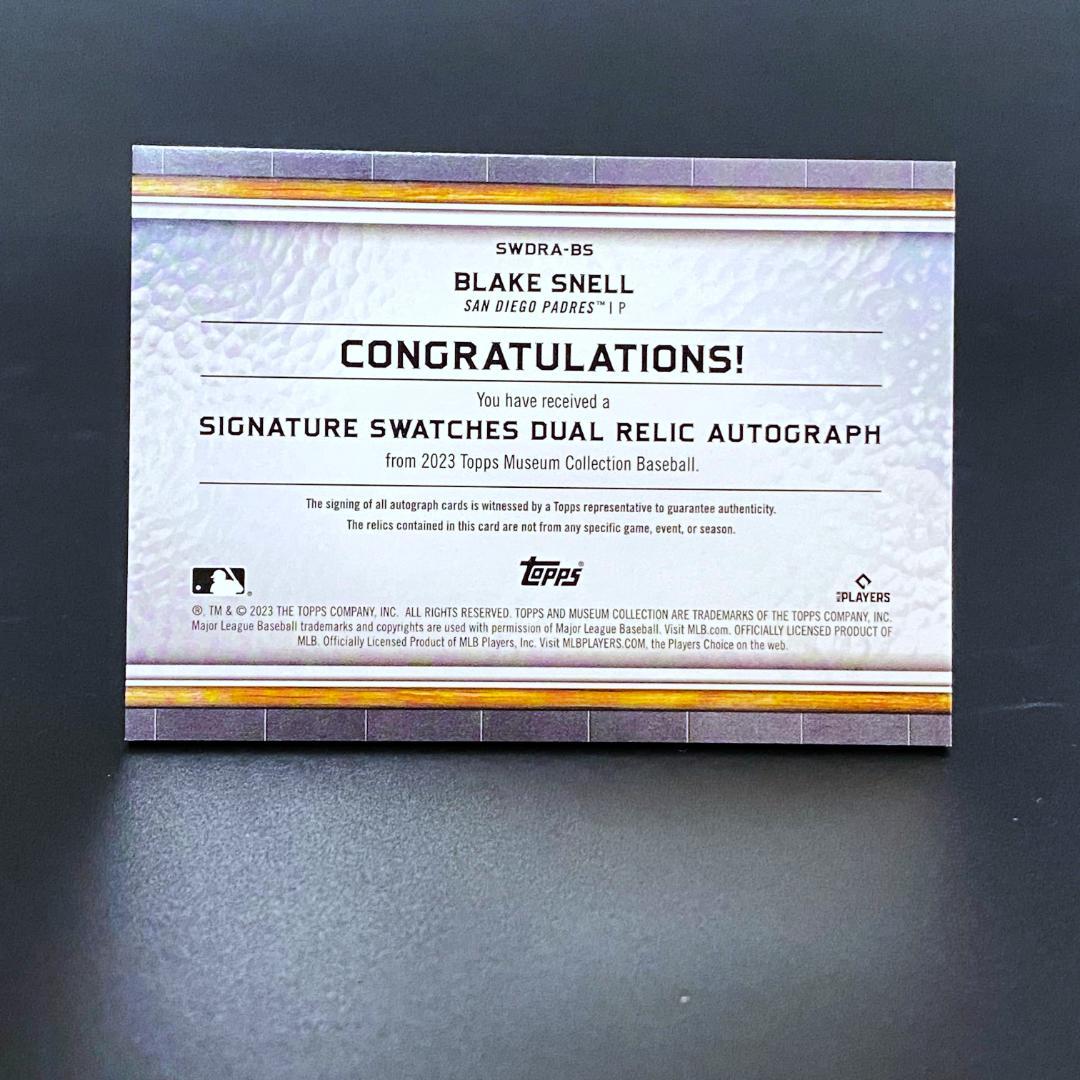 SWDRA-BS
BLAKE SNELL
SAN DIEGO PADRES™ | P
CONGRATULATIONS!
You have received a
SIGNATURE SWATCHES DUAL RELIC AUTOGRAPH
from 2023 Topps Museum Collection Baseball.
The signing of all autograph cards is witnessed by a Topps representative to guarantee authenticity.
The relics contained in this card are not from any specific game, event, or season.
topps®
PLAYERS
®, TM & © 2023 THE TOPPS COMPANY, INC. ALL RIGHTS RESERVED. TOPPS AND MUSEUM COLLECTION ARE TRADEMARKS OF THE TOPPS COMPANY, INC.
Major League Baseball trademarks and copyrights are used with permission of Major League Baseball. Visit MLB.com. OFFICIALLY LICENSED PRODUCT OF
MLB. Officially Licensed Product of MLB Players, Inc. Visit MLBPLAYERS.COM, the Players Choice on the web.